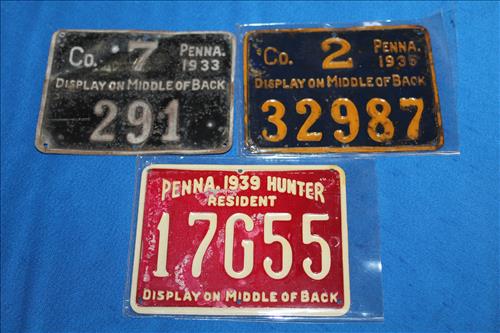 Co. 7 PENNA. 1933
DISPLAY ON MIDDLE OF BACK
291
Co. 2 PENNA. 1935
DISPLAY ON MIDDLE OF BACK
32987
PENNA. 1939 HUNTER
RESIDENT
17G55
DISPLAY ON MIDDLE OF BACK